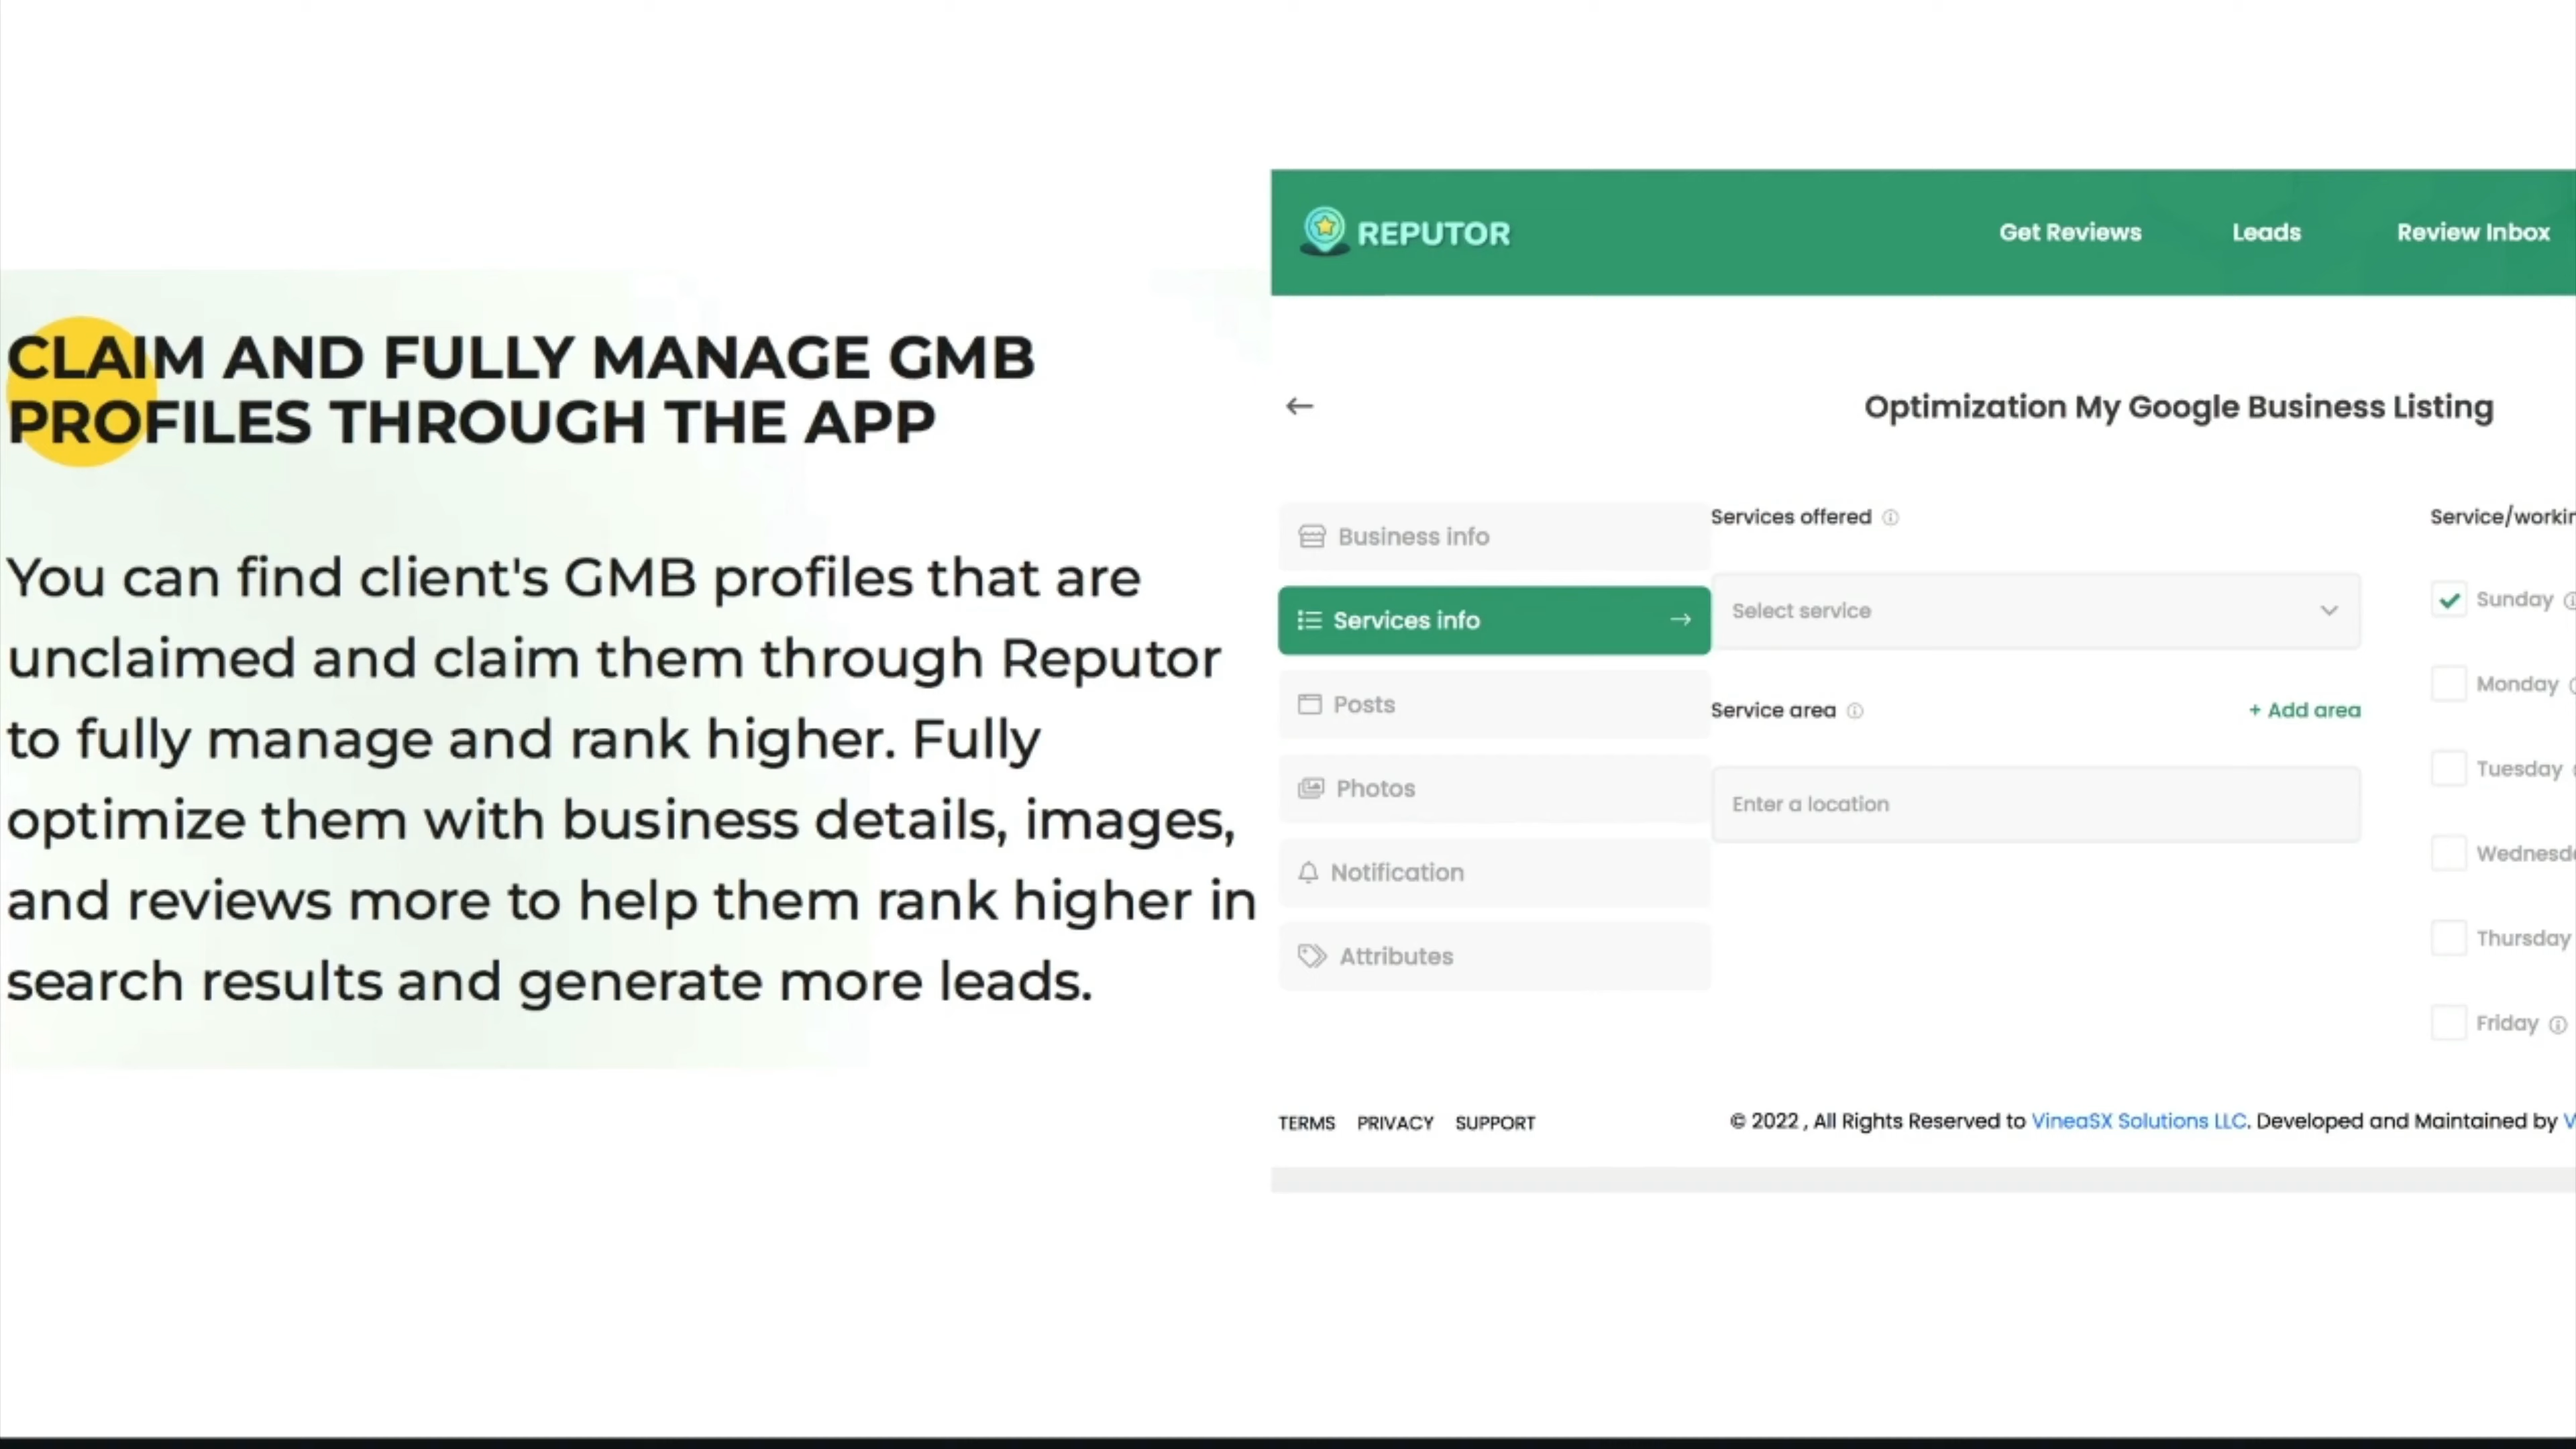 CLAIM AND FULLY MANAGE GMB
PROFILES THROUGH THE APP
You can find client's GMB profiles that are
unclaimed and claim them through Reputor
to fully manage and rank higher. Fully
optimize them with business details, images,
and reviews more to help them rank higher in
search results and generate more leads.
REPUTOR
Get Reviews Leads Review Inbox
Optimization My Google Business Listing
Business info
Services info
Posts
Photos
Notification
Attributes
Services offered
Select service
Service area + Add area
Enter a location
Service/workin
Sunday
Monday
Tuesday
Wednesd
Thursday
Friday
TERMS PRIVACY SUPPORT
© 2022 , All Rights Reserved to VineaSX Solutions LLC. Developed and Maintained by V